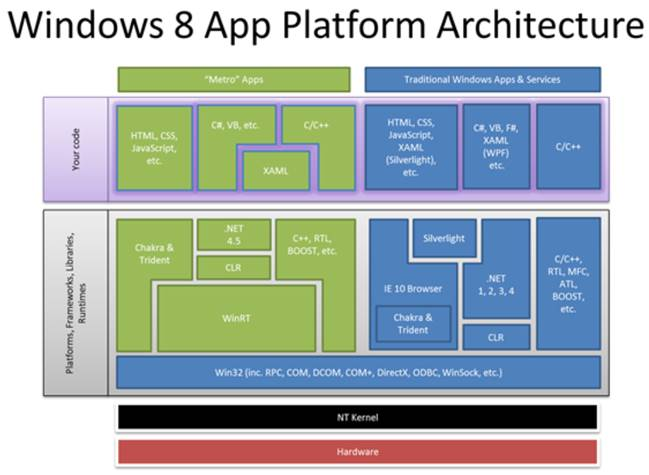 Windows 8 App Platform Architecture
"Metro" Apps
Traditional Windows Apps & Services
Your code
HTML, CSS,
JavaScript,
etc.
C#, VB, etc.
C/C++
XAML
HTML, CSS,
JavaScript,
XAML
(Silverlight),
etc.
C#, VB, F#,
XAML
(WPF)
etc.
C/C++
Platforms, Frameworks, Libraries,
Runtimes
Chakra &
Trident
.NET
4.5
CLR
C++, RTL,
BOOST, etc.
WinRT
Silverlight
IE 10 Browser
Chakra &
Trident
.NET
1, 2, 3, 4
CLR
C/C++,
RTL, MFC,
ATL,
BOOST,
etc.
Win32 (inc. RPC, COM, DCOM, COM+, DirectX, ODBC, WinSock, etc.)
NT Kernel
Hardware